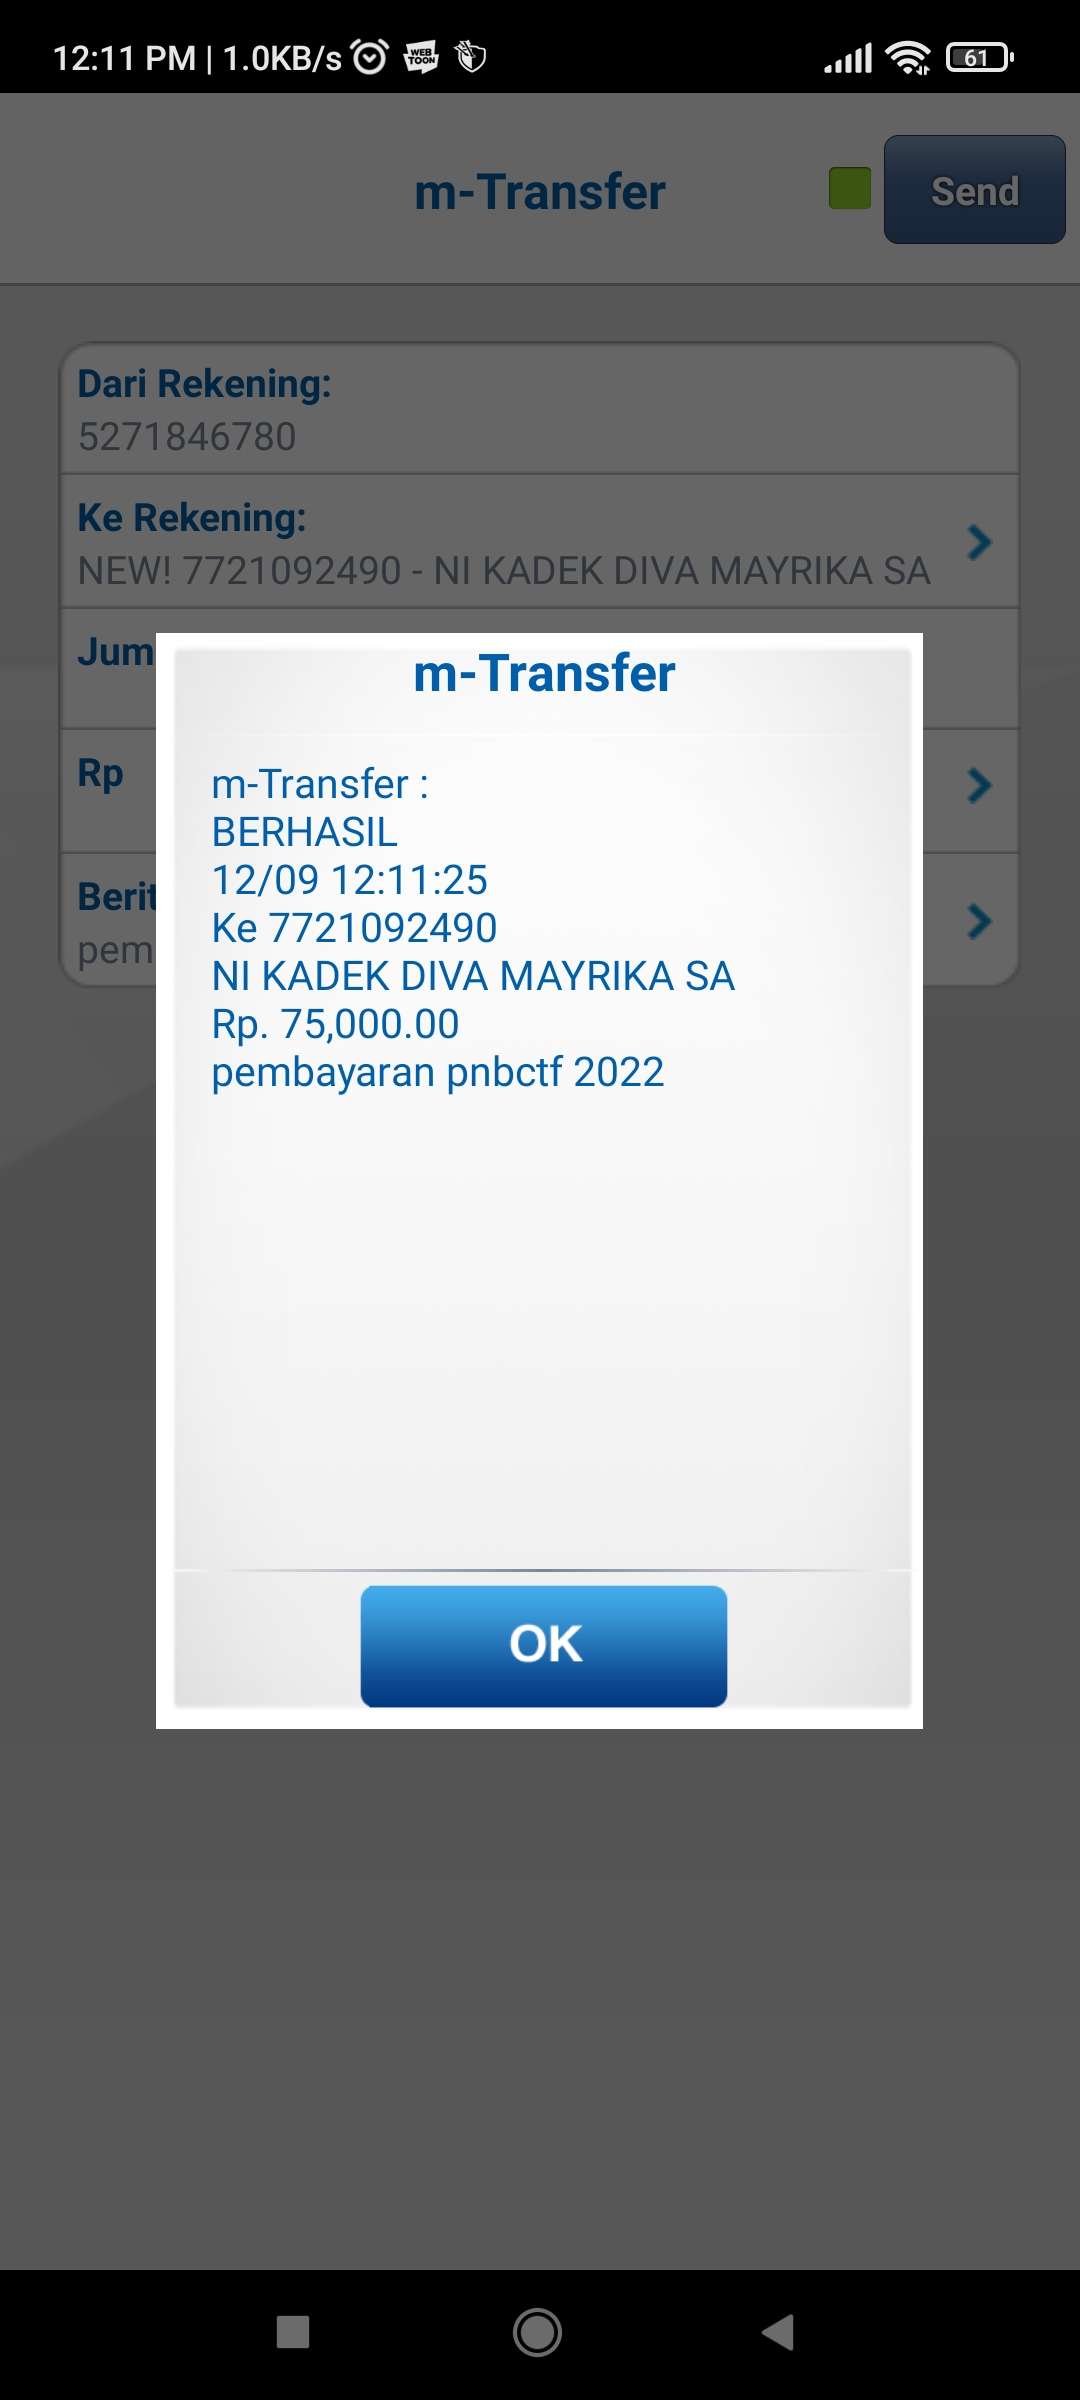 12:11 PM | 1.0KB/s
WEB
TOON
61
m-Transfer
Send
Dari Rekening:
5271846780
Ke Rekening:
NEW! 7721092490 - NI KADEK DIVA MAYRIKA SA
Jum
Rp
Berit
pem
m-Transfer
m-Transfer :
BERHASIL
12/09 12:11:25
Ke 7721092490
NI KADEK DIVA MAYRIKA SA
Rp. 75,000.00
pembayaran pnbctf 2022
OK